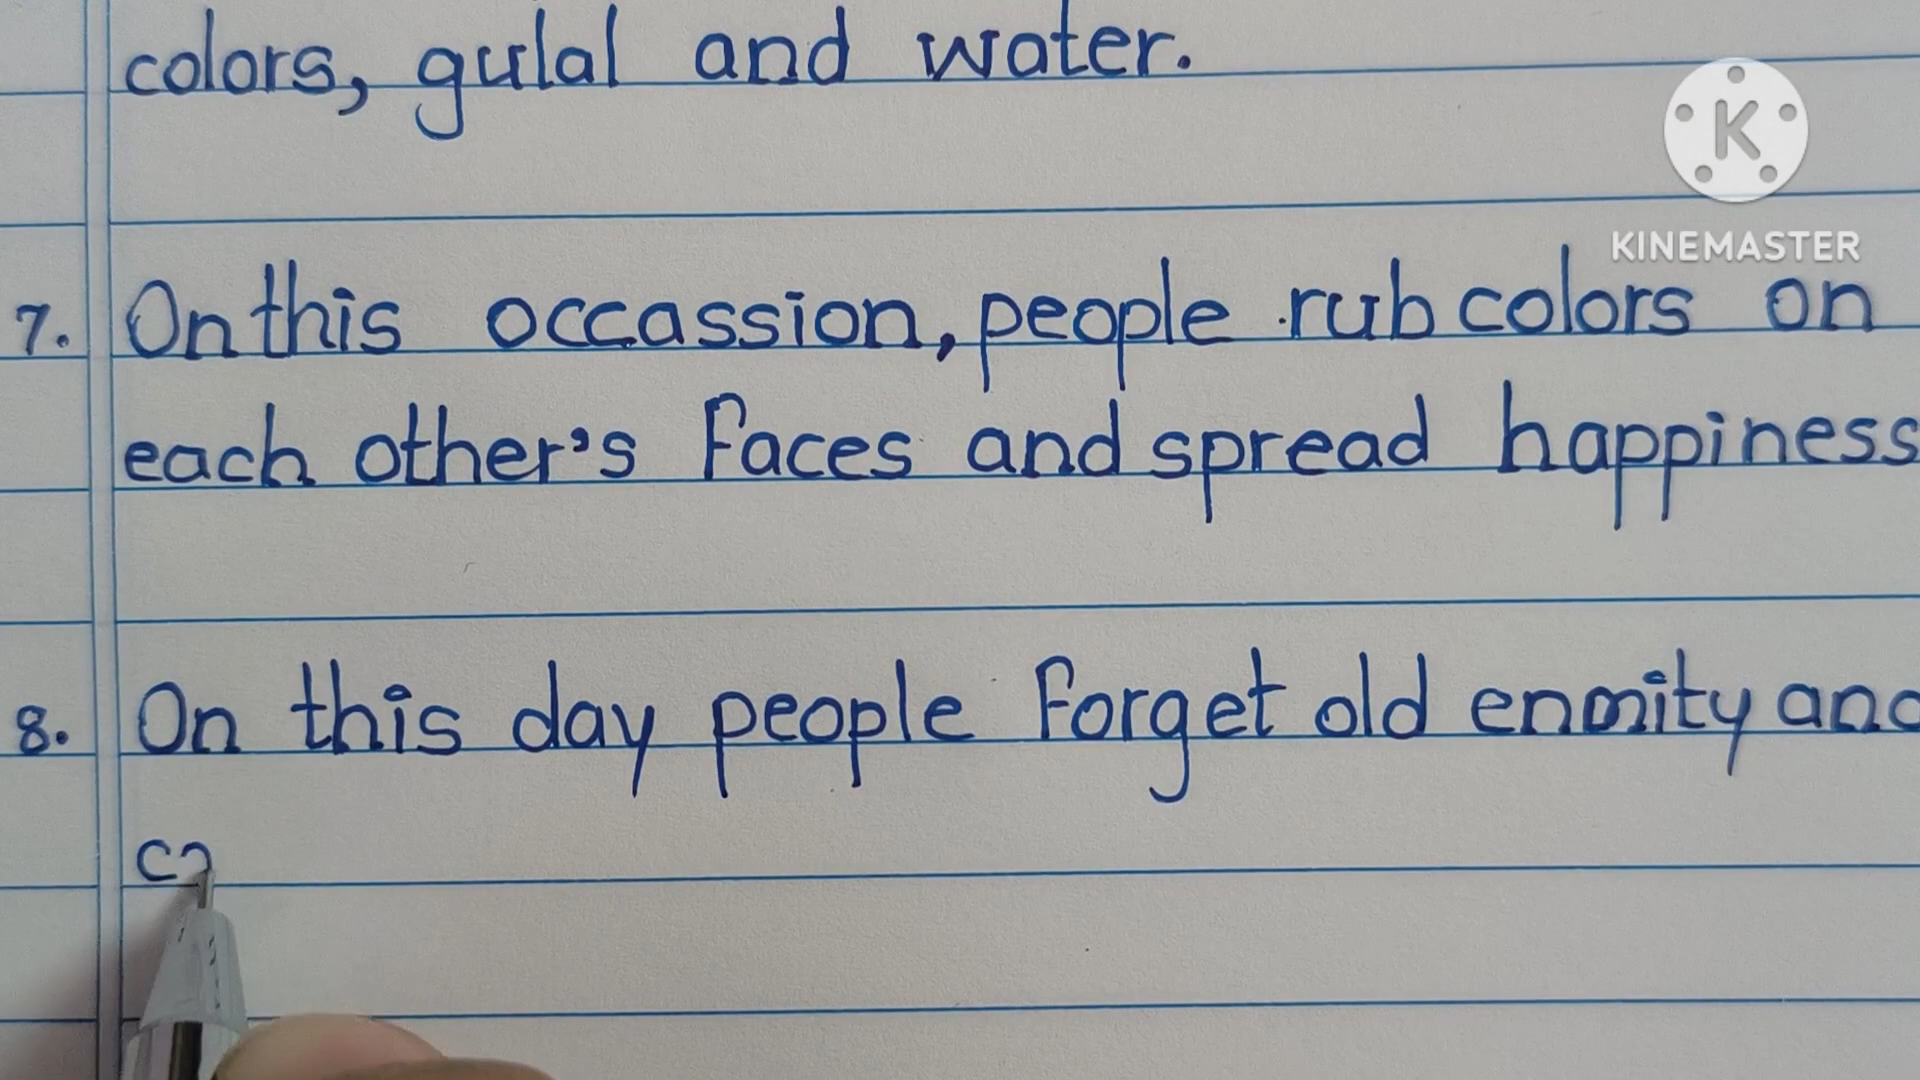 colors, gulal and water.
KINEMASTER
7. On this occassion, people rub colors on
each other's faces and spread happiness
8. On this day people forget old enmity and